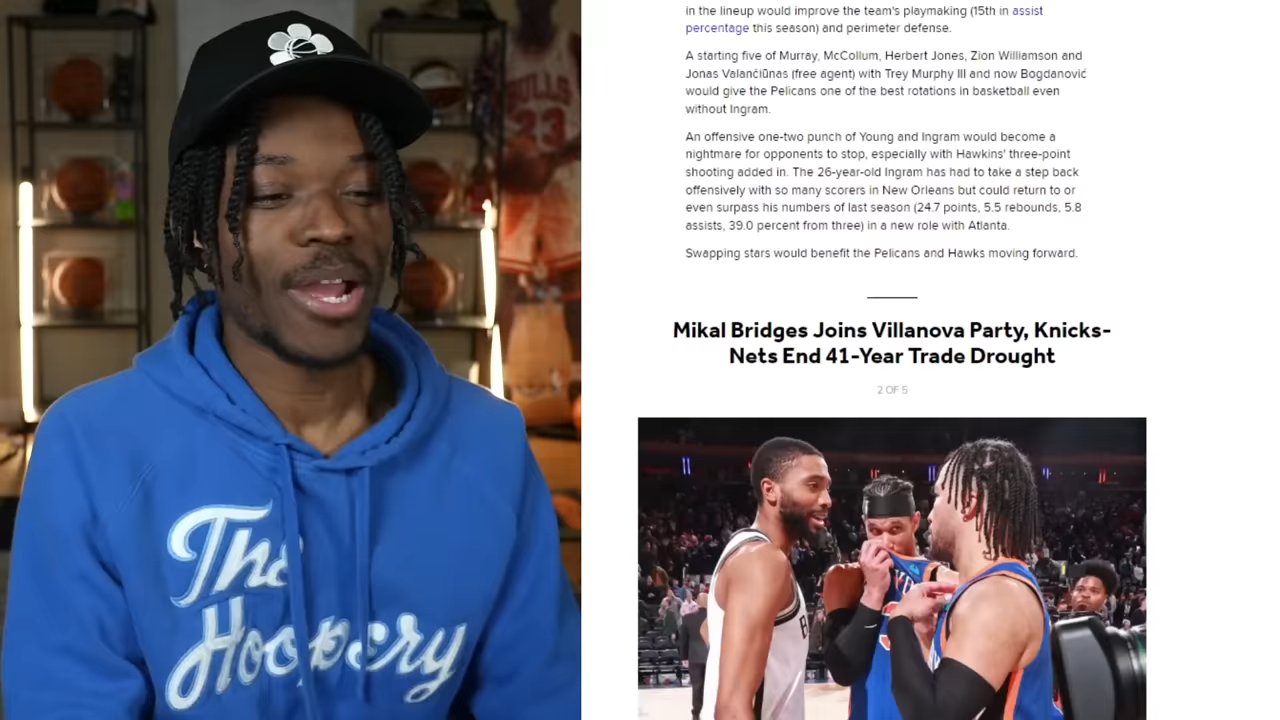 in the lineup would improve the team's playmaking (15th in assist
percentage this season) and perimeter defense.
A starting five of Murray, McCollum, Herbert Jones, Zion Williamson and
Jonas Valančiūnas (free agent) with Trey Murphy III and now Bogdanović
would give the Pelicans one of the best rotations in basketball even
without Ingram.
An offensive one-two punch of Young and Ingram would become a
nightmare for opponents to stop, especially with Hawkins' three-point
shooting added in. The 26-year-old Ingram has had to take a step back
offensively with so many scorers in New Orleans but could return to or
even surpass his numbers of last season (24.7 points, 5.5 rebounds, 5.8
assists, 39.0 percent from three) in a new role with Atlanta.
Swapping stars would benefit the Pelicans and Hawks moving forward.
Mikal Bridges Joins Villanova Party, Knicks-
Nets End 41-Year Trade Drought
2 OF 5
BULLS
23
The
Hoopery